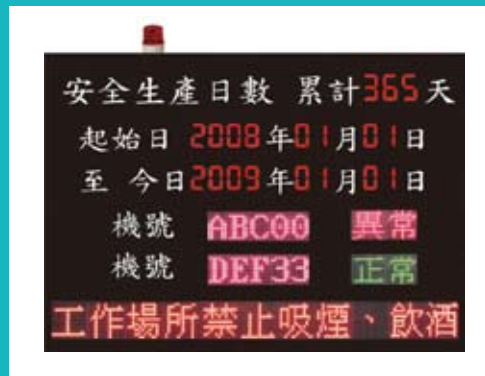 安全生產日數 累計365天
起始日 2008年01月01日
至 今日2009年01月01日
機號 ABC00 異常
機號 DEF33 正常
工作場所禁止吸煙、飲酒